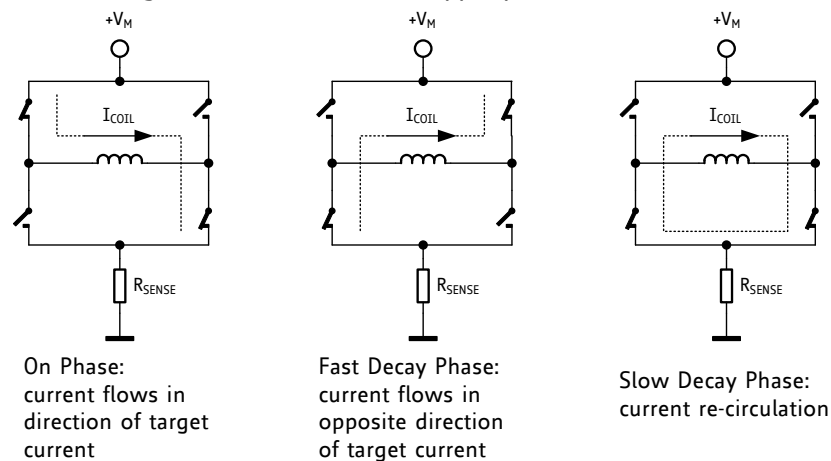 +VM
ICOIL
RSENSE
On Phase:
current flows in
direction of target
current
+VM
ICOIL
RSENSE
Fast Decay Phase:
current flows in
opposite direction
of target current
+VM
ICOIL
RSENSE
Slow Decay Phase:
current re-circulation